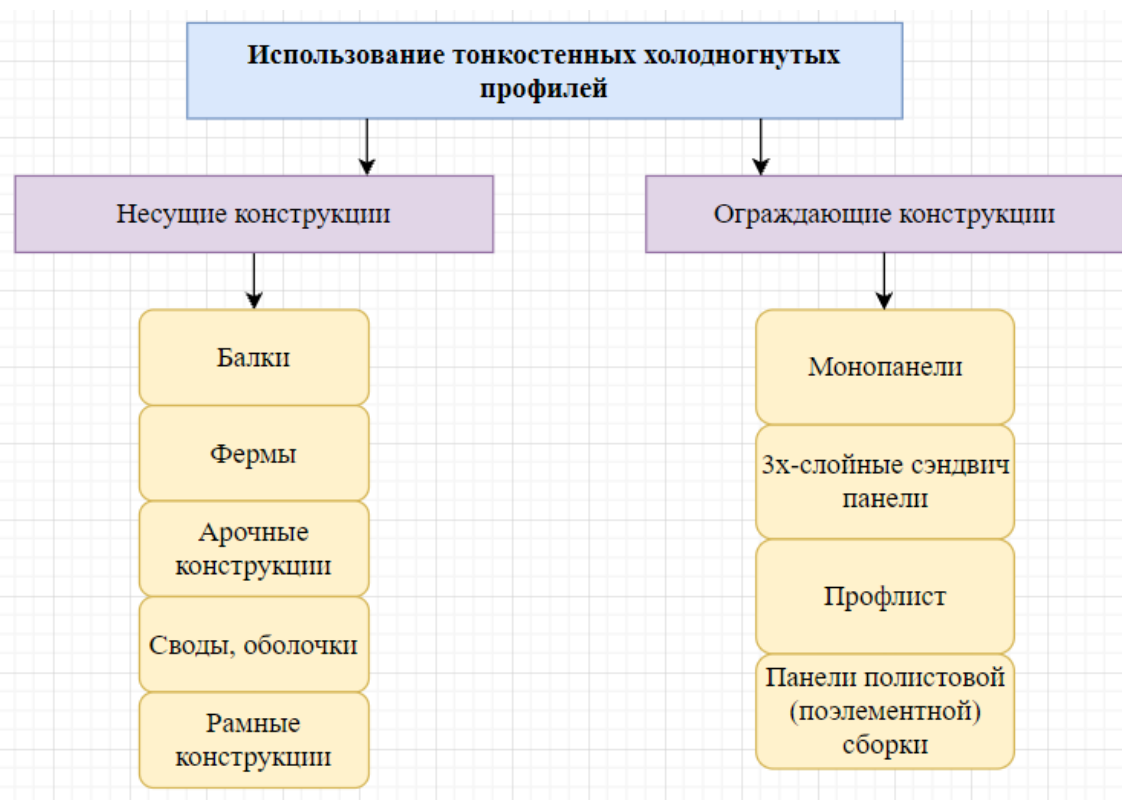 Использование тонкостенных холодногнутых
профилей
Несущие конструкции
Ограждающие конструкции
Балки
Фермы
Арочные
конструкции
Своды, оболочки
Рамные
конструкции
Монопанели
3х-слойные сэндвич
панели
Профлист
Панели полистовой
(поэлементной)
сборки